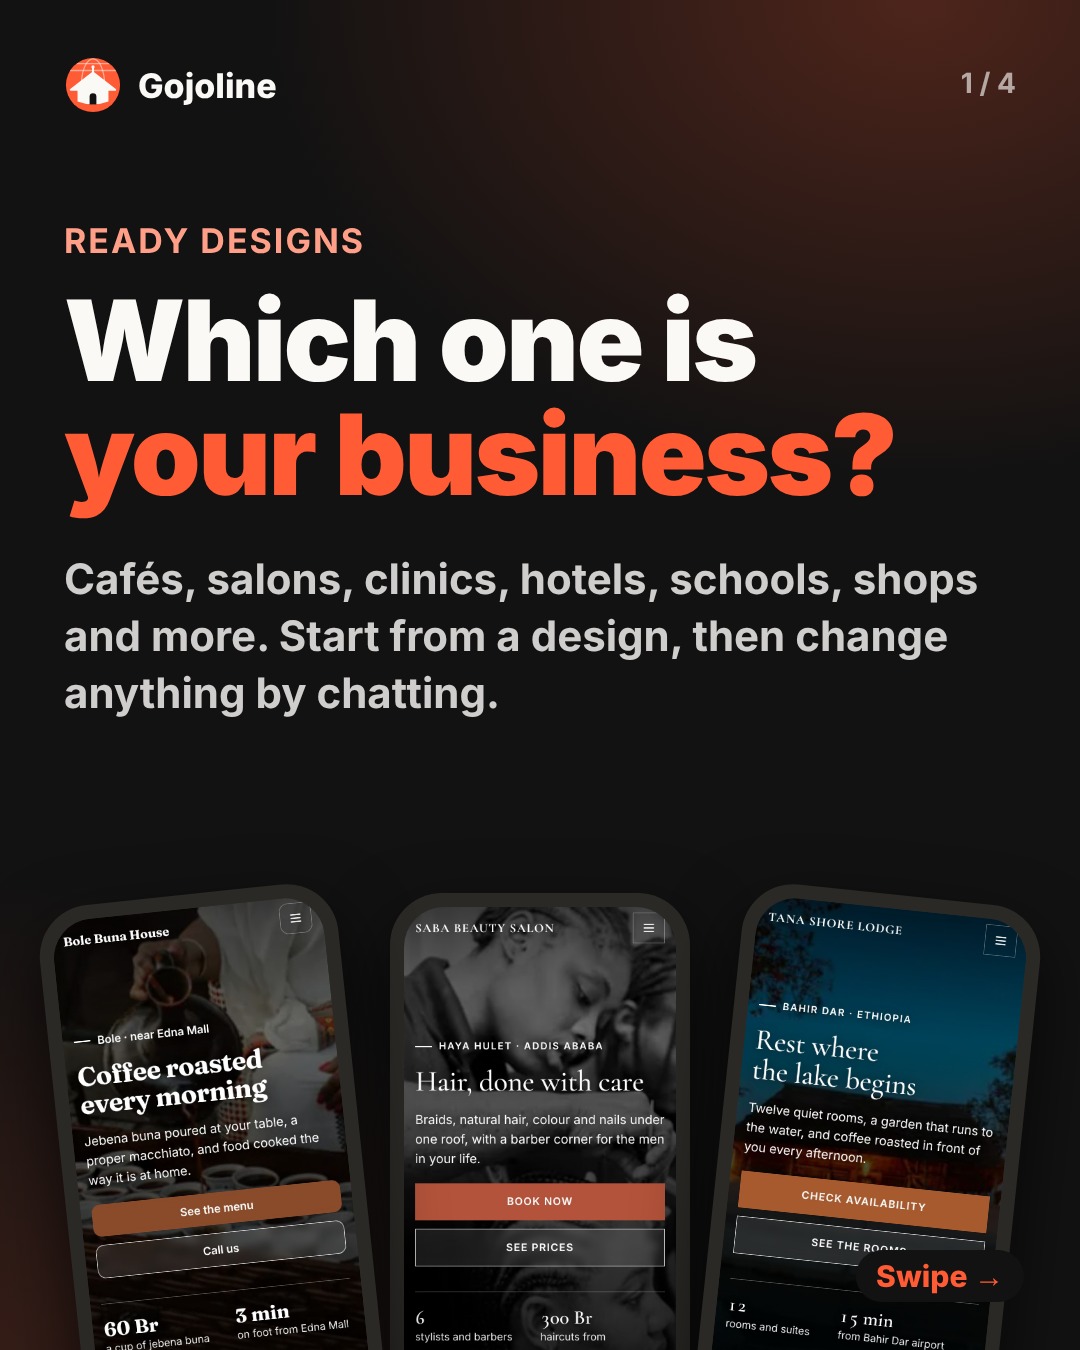 Gojoline
1 / 4
READY DESIGNS
Which one is
your business?
Cafés, salons, clinics, hotels, schools, shops
and more. Start from a design, then change
anything by chatting.
Bole Buna House
Bole · near Edna Mall
Coffee roasted
every morning
Jebena buna poured at your table, a
proper macchiato, and food cooked the
way it is at home.
See the menu
Call us
60 Br
a cup of jebena buna
3 min
on foot from Edna Mall
SABA BEAUTY SALON
HAYA HULET · ADDIS ABABA
Hair, done with care
Braids, natural hair, colour and nails under
one roof, with a barber corner for the men
in your life.
BOOK NOW
SEE PRICES
6
stylists and barbers
300 Br
haircuts from
TANA SHORE LODGE
BAHIR DAR · ETHIOPIA
Rest where
the lake begins
Twelve quiet rooms, a garden that runs to
the water, and coffee roasted in front of
you every afternoon.
CHECK AVAILABILITY
SEE THE ROOMS
12
rooms and suites
15 min
from Bahir Dar airport
Swipe →